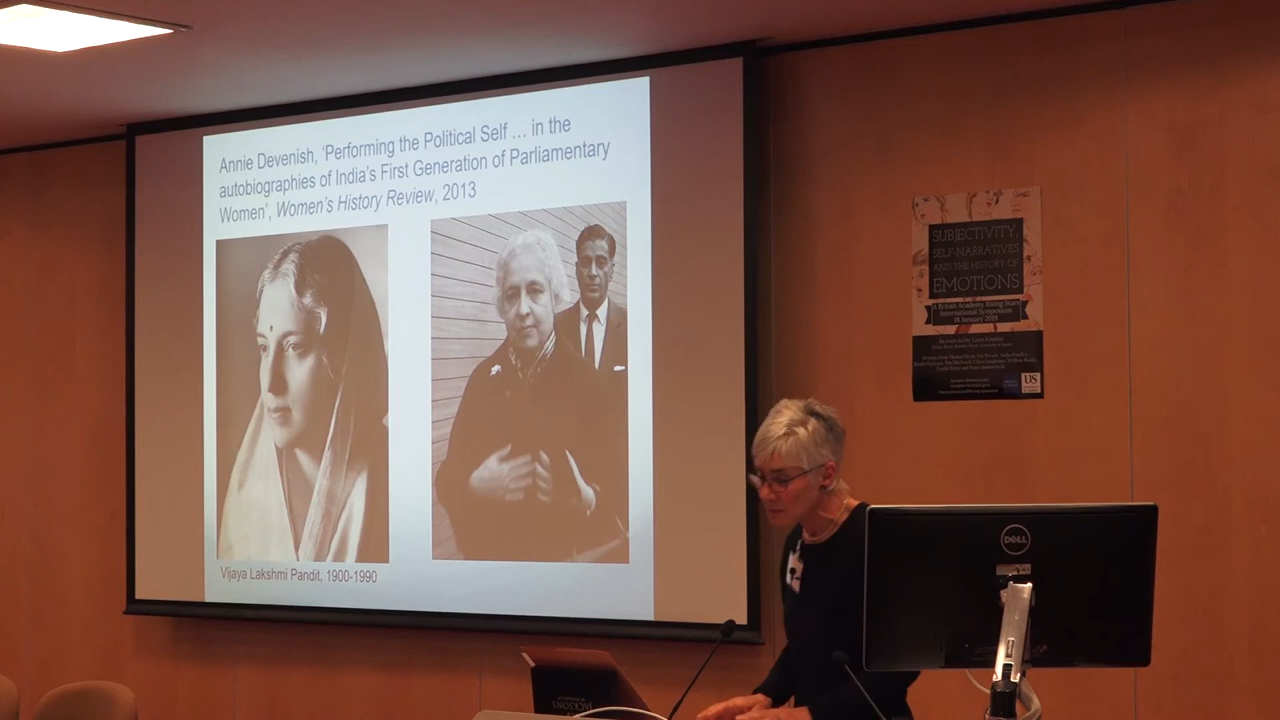 Annie Devenish, ‘Performing the Political Self ... in the
autobiographies of India's First Generation of Parliamentary
Women’, Women's History Review, 2013
Vijaya Lakshmi Pandit, 1900-1990
SUBJECTIVITY,
SELF-NARRATIVES
AND THE HISTORY OF
EMOTIONS
A British Academy Rising Stars
International Symposium
18 January 2019
US
DELL
JACKSONS